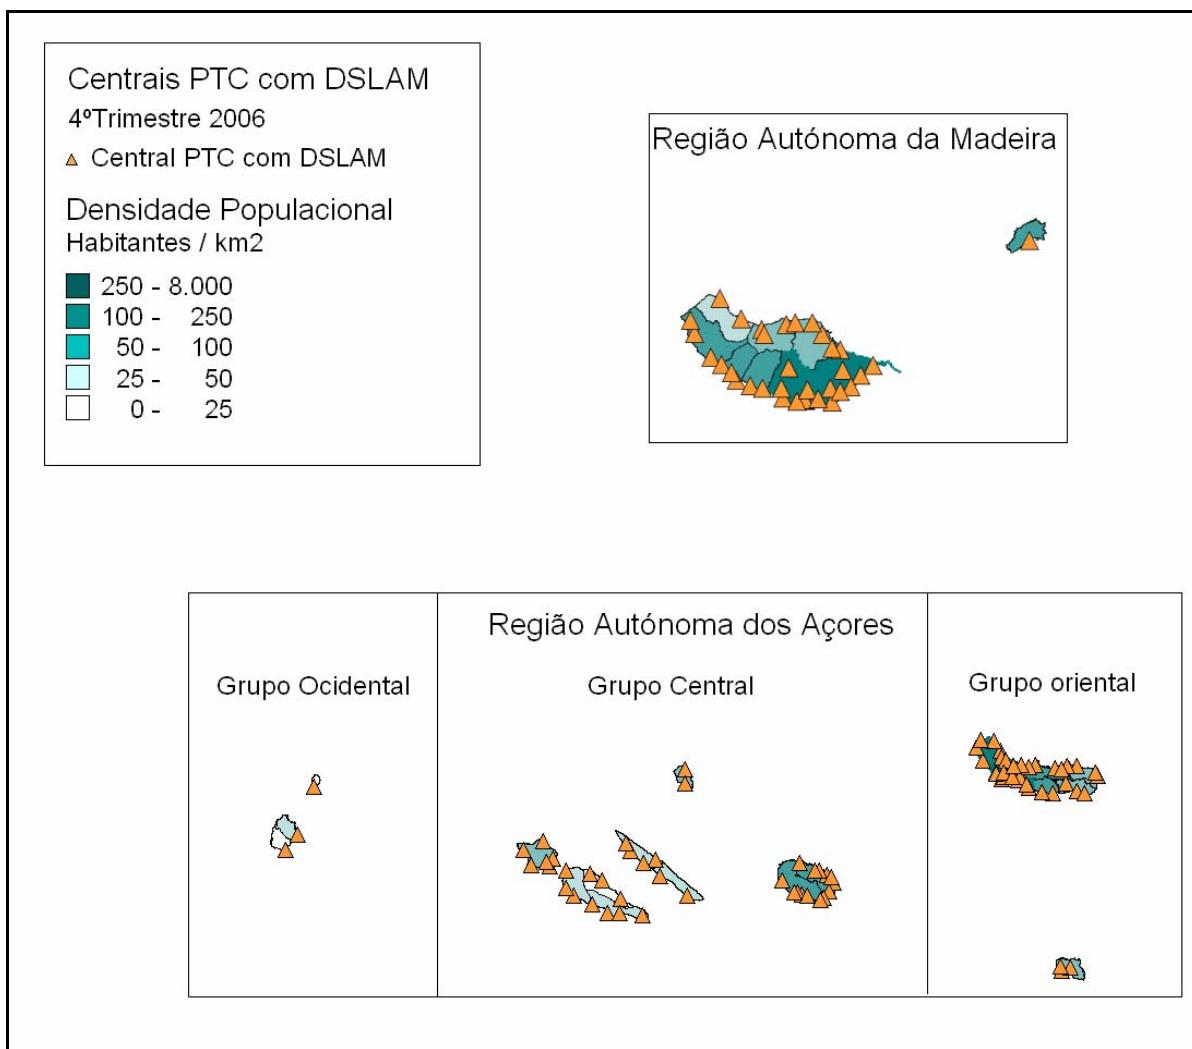 Centrais PTC com DSLAM
4ºTrimestre 2006
Central PTC com DSLAM
Densidade Populacional
Habitantes / km2
250 - 8.000
100 - 250
50 - 100
25 - 50
0 - 25
Região Autónoma da Madeira
Região Autónoma dos Açores
Grupo Ocidental
Grupo Central
Grupo oriental